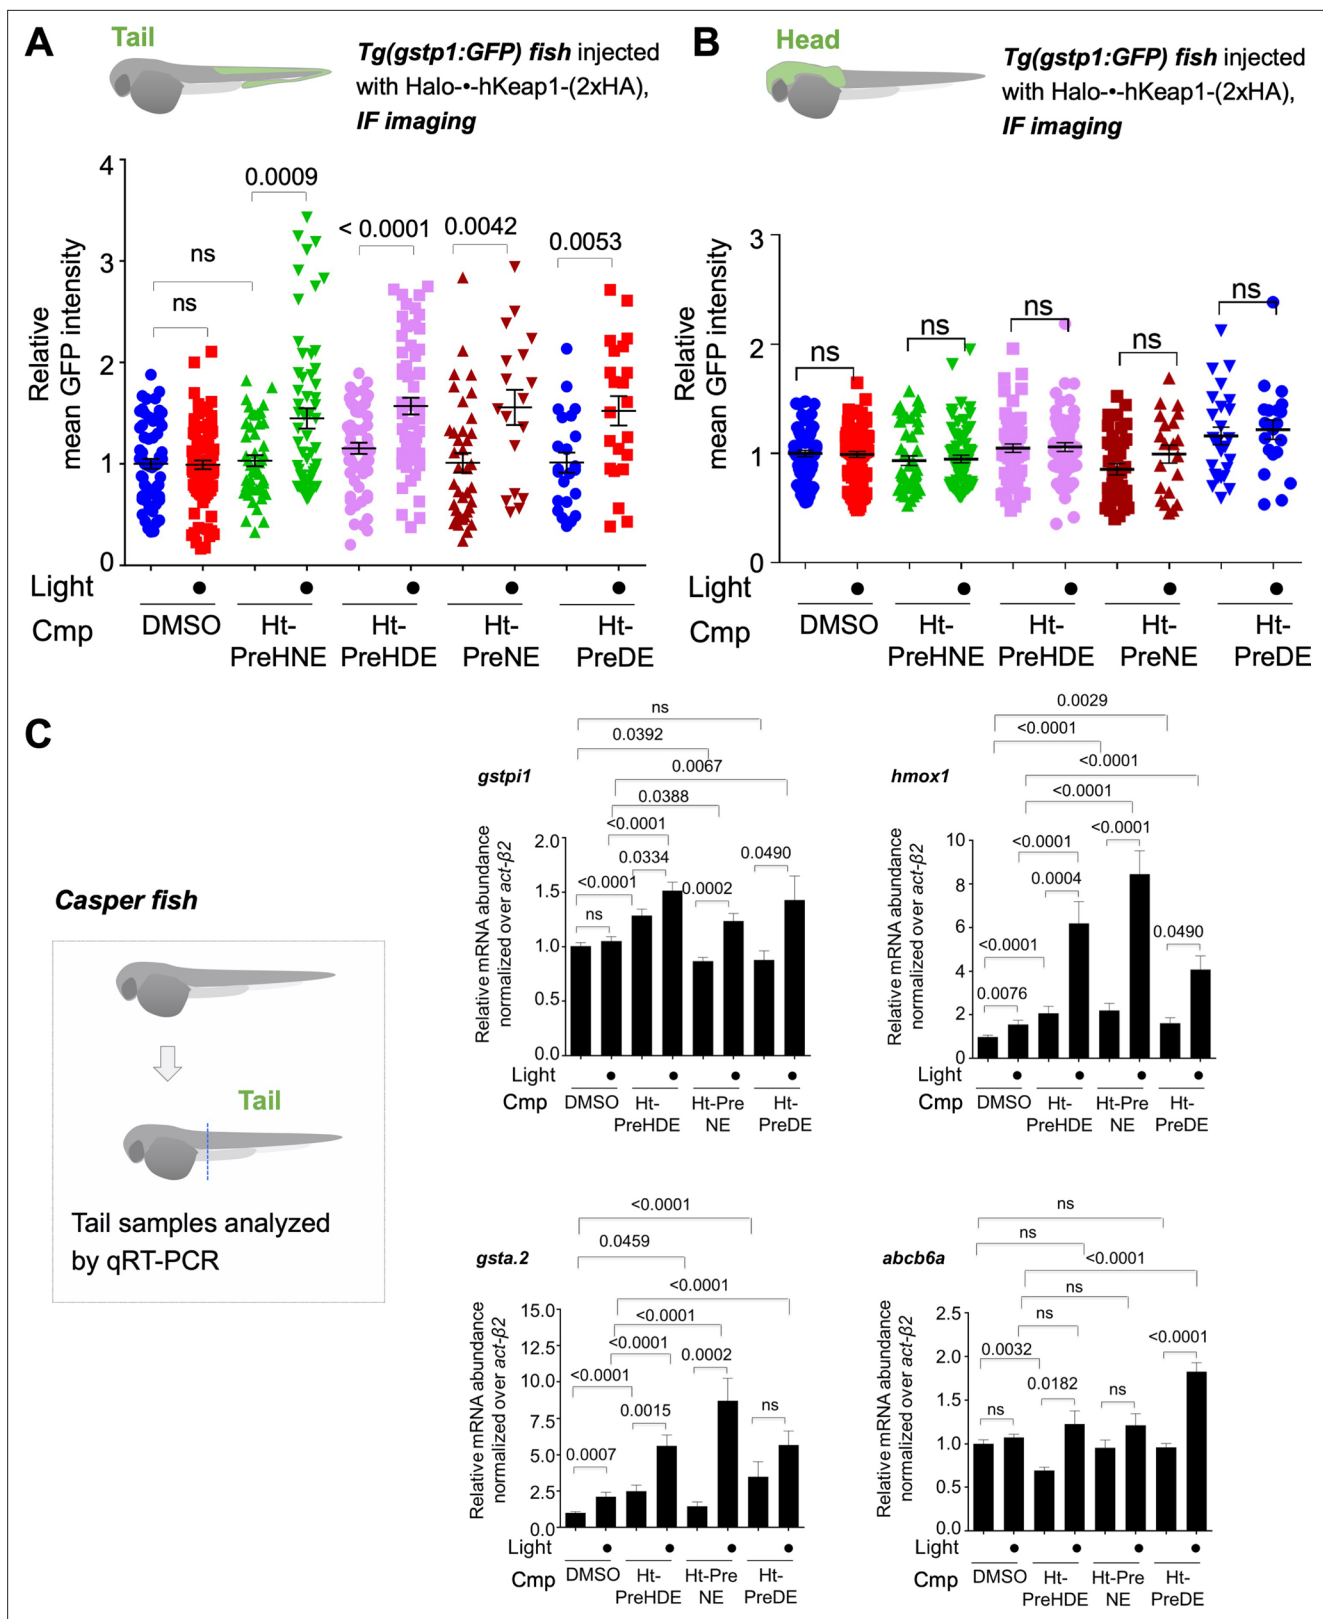 A
Tail
Tg(gstp1:GFP) fish injected
with Halo-•-hKeap1-(2xHA),
IF imaging
Relative
mean GFP intensity
4
3
2
1
0
ns
ns
0.0009
< 0.0001
0.0042
0.0053
Light
Cmp
DMSO
Ht-
PreHNE
Ht-
PreHDE
Ht-
PreNE
Ht-
PreDE
B
Head
Tg(gstp1:GFP) fish injected
with Halo-•-hKeap1-(2xHA),
IF imaging
Relative
mean GFP intensity
3
2
1
0
ns
ns
ns
ns
ns
DMSO
Ht-
PreHNE
Ht-
PreHDE
Ht-
PreNE
Ht-
PreDE
C
Casper fish
Tail
Tail samples analyzed
by qRT-PCR
gstpi1
Relative mRNA abundance
normalized over act-β2
2.0
1.5
1.0
0.5
0.0
ns
0.0392
0.0067
0.0388
<0.0001
0.0334
0.0490
<0.0001
0.0002
ns
Light
Cmp
DMSO
Ht-
PreHDE
Ht-Pre
NE
Ht-
PreDE
hmox1
Relative mRNA abundance
normalized over act-β2
10
8
6
4
2
0
0.0029
<0.0001
<0.0001
<0.0001
<0.0001
<0.0001
0.0004
<0.0001
0.0490
0.0076
Light
Cmp
DMSO
Ht-
PreHDE
Ht-Pre
NE
Ht-
PreDE
gsta.2
Relative mRNA abundance
normalized over act-β2
15.0
12.5
10.0
7.5
5.0
2.5
0.0
<0.0001
0.0459
<0.0001
<0.0001
<0.0001
0.0002
<0.0001
0.0015
ns
0.0007
Light
Cmp
DMSO
Ht-
PreHDE
Ht-Pre
NE
Ht-
PreDE
abcb6a
Relative mRNA abundance
normalized over act-β2
2.5
2.0
1.5
1.0
0.5
0.0
ns
ns
<0.0001
ns
ns
<0.0001
0.0032
0.0182
ns
ns
Light
Cmp
DMSO
Ht-
PreHDE
Ht-Pre
NE
Ht-
PreDE